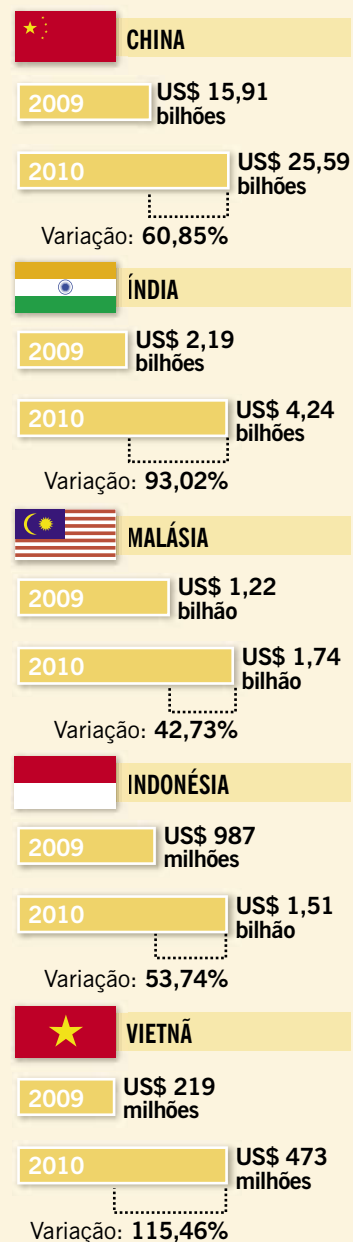 CHINA
2009
US$ 15,91
bilhões
2010
US$ 25,59
bilhões
Variação: 60,85%
ÍNDIA
2009
US$ 2,19
bilhões
2010
US$ 4,24
bilhões
Variação: 93,02%
MALÁSIA
2009
US$ 1,22
bilhão
2010
US$ 1,74
bilhão
Variação: 42,73%
INDONÉSIA
2009
US$ 987
milhões
2010
US$ 1,51
bilhão
Variação: 53,74%
VIETNÃ
2009
US$ 219
milhões
2010
US$ 473
milhões
Variação: 115,46%